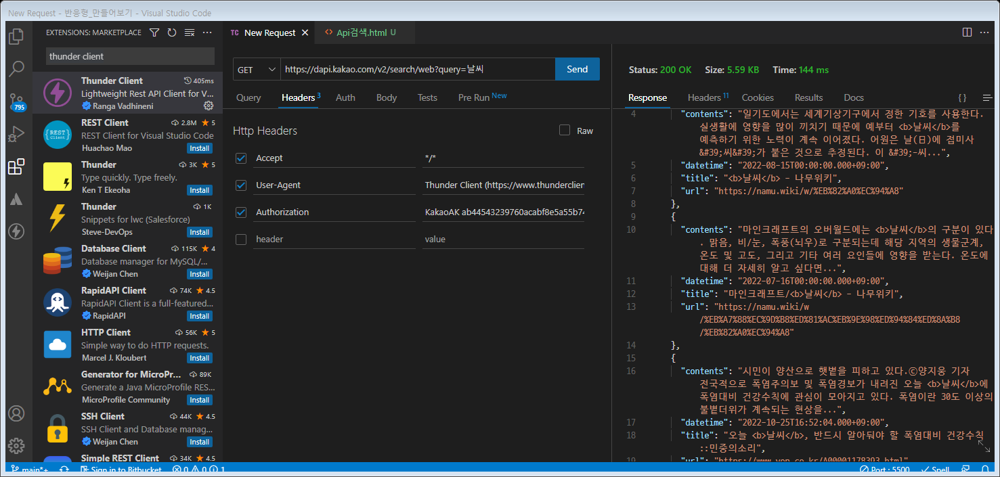 New Request - 반응형_만들어보기 - Visual Studio Code
EXTENSIONS: MARKETPLACE
thunder client
Thunder Client 405ms
Lightweight Rest API Client for V...
Ranga Vadhineni
REST Client 2.8M 5
REST Client for Visual Studio Code
Huachao Mao Install
Thunder 3K 5
Type quickly. Type freely.
Ken T Ekeoha Install
Thunder 1K
Snippets for lwc (Salesforce)
Steve-DevOps Install
Database Client 115K 4
Database manager for MySQL/...
Weijan Chen Install
RapidAPI Client 74K 4.5
RapidAPI Client is a full-featured...
RapidAPI Install
HTTP Client 56K 5
Simple way to do HTTP requests.
Marcel J. Kloubert Install
Generator for MicroPr... 89K
Generate a Java MicroProfile RES...
MicroProfile Community Install
SSH Client 44K 4.5
SSH Client and Database manag...
Weijan Chen Install
Simple REST Client 34K 4.5
795
{REST}
Client
TC New Request
<> Api검색.html U
GET https://dapi.kakao.com/v2/search/web?query=날씨 Send
Query Headers 3 Auth Body Tests Pre Run New
Http Headers Raw
Accept */*
User-Agent Thunder Client (https://www.thunderclien
Authorization KakaoAK ab44543239760acabf8e5a55b74
header value
Status: 200 OK Size: 5.59 KB Time: 144 ms
Response Headers 11 Cookies Results Docs {}
4 "contents": "일기도에서는 세계기상기구에서 정한 기호를 사용한다.
실생활에 영향을 많이 끼치기 때문에 예부터 <b>날씨</b>를
예측하기 위한 노력이 계속 이어졌다. 어원은 날(日)에 접미사
&#39;씨&#39;가 붙은 것으로 추정된다. 이 &#39;-씨...",
5 "datetime": "2022-08-15T00:00:00.000+09:00",
6 "title": "<b>날씨</b> - 나무위키",
7 "url": "https://namu.wiki/w/%EB%82%A0%EC%94%A8"
8 },
9 {
10 "contents": "마인크래프트의 오버월드에는 <b>날씨</b>의 구분이 있다
. 맑음, 비/눈, 폭풍(뇌우)로 구분되는데 해당 지역의 생물군계,
온도 및 고도, 그리고 기타 여러 요인들에 영향을 받는다. 온도에
대해 더 자세히 알고 싶다면...",
11 "datetime": "2022-07-16T00:00:00.000+09:00",
12 "title": "마인크래프트/<b>날씨</b> - 나무위키",
13 "url": "https://namu.wiki/w
/%EB%A7%88%EC%9D%B8%ED%81%AC%EB%9E%98%ED%94%84%ED%8A%B8
/%EB%82%A0%EC%94%A8"
14 },
15 {
16 "contents": "시민이 양산으로 햇볕을 피하고 있다.ⓒ양지웅 기자
전국적으로 폭염주의보 및 폭염경보가 내려진 오늘 <b>날씨</b>에
폭염대비 건강수칙에 관심이 모아지고 있다. 폭염이란 30도 이상의
불볕더위가 계속되는 현상을...",
17 "datetime": "2022-10-25T16:52:04.000+09:00",
18 "title": "오늘 <b>날씨</b>, 반드시 알아둬야 할 폭염대비 건강수칙
::민중의소리",
19 "url": "https://www.vop.co.kr/A00001178393.html"
main*+ Sign in to Bitbucket 0 0 1 Port : 5500 Spell